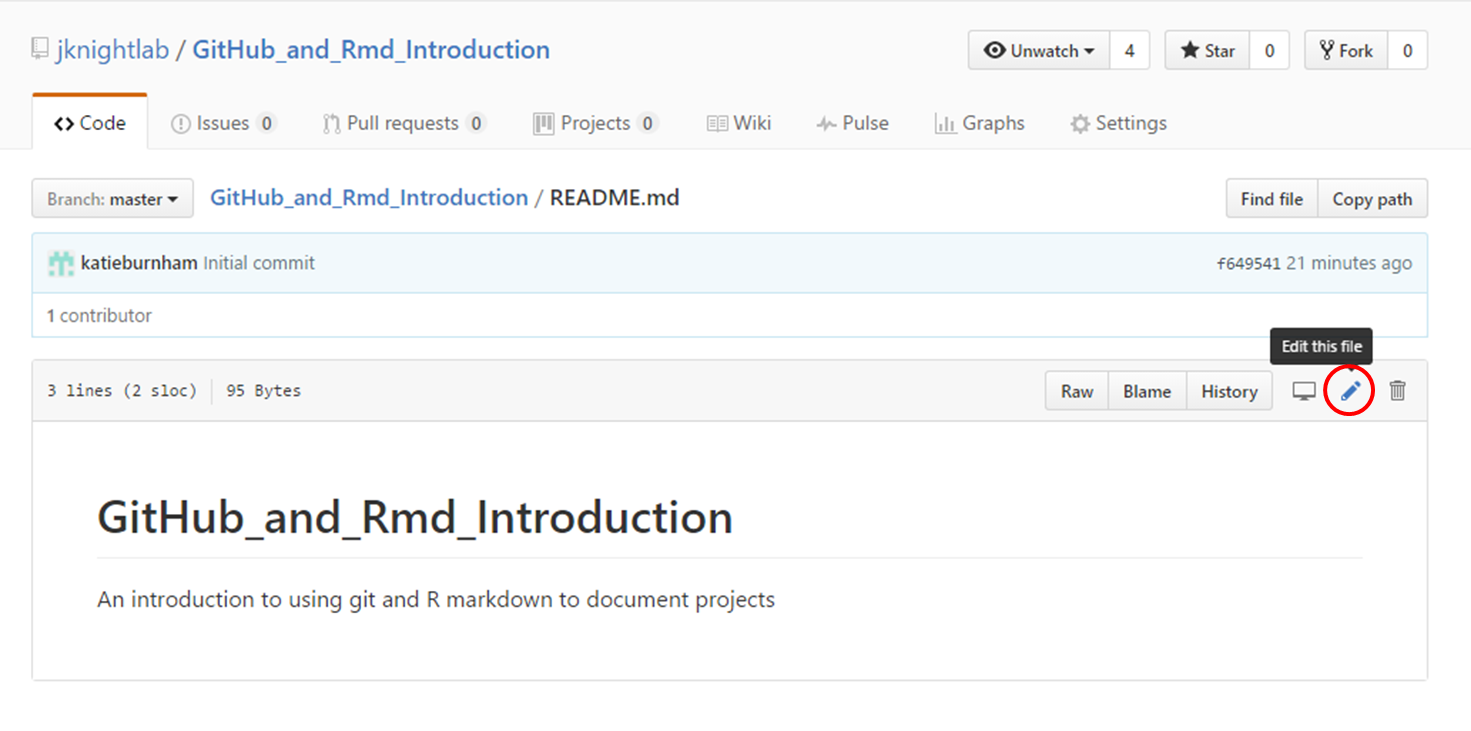 jknightlab / GitHub_and_Rmd_Introduction
Unwatch 4 Star 0 Fork 0
Code Issues 0 Pull requests 0 Projects 0 Wiki Pulse Graphs Settings
Branch: master GitHub_and_Rmd_Introduction / README.md Find file Copy path
katieburnham Initial commit f649541 21 minutes ago
1 contributor
Edit this file
3 lines (2 sloc) 95 Bytes Raw Blame History
GitHub_and_Rmd_Introduction
An introduction to using git and R markdown to document projects